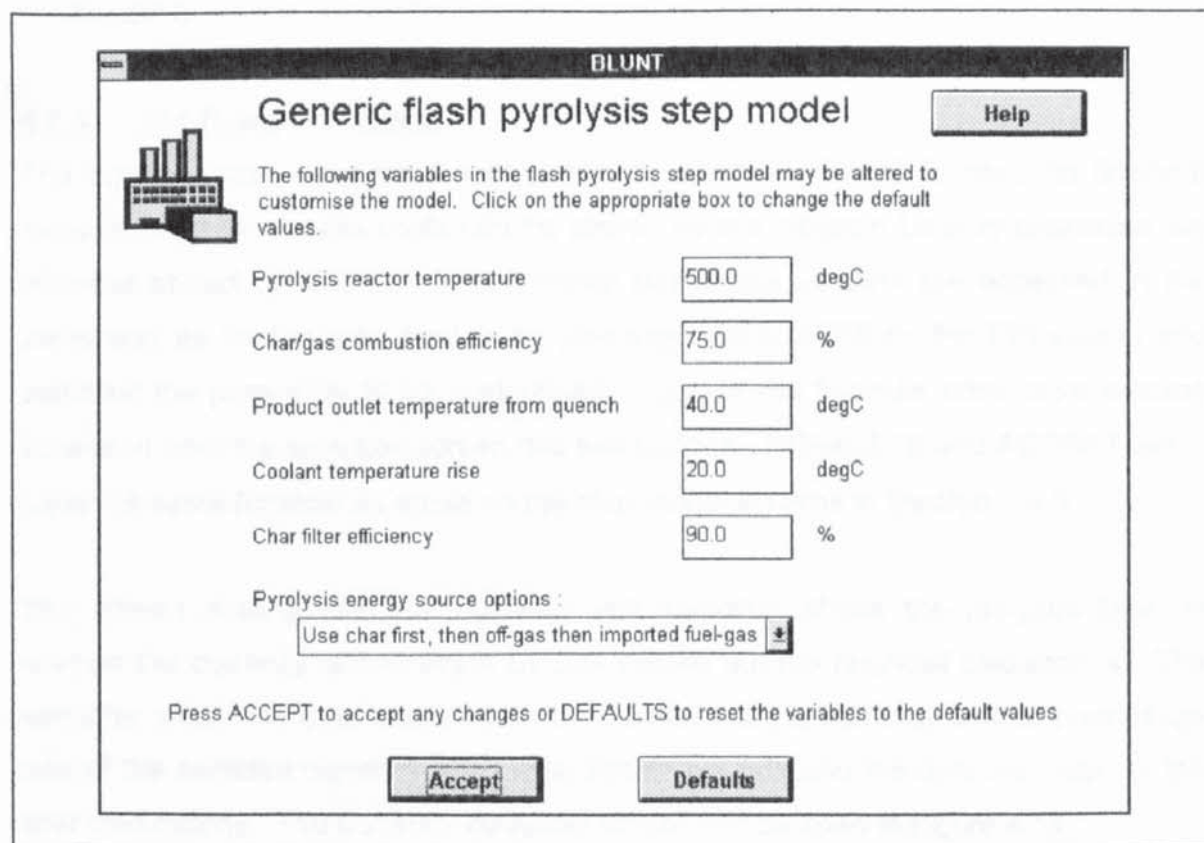 BLUNT
Generic flash pyrolysis step model
Help
The following variables in the flash pyrolysis step model may be altered to
customise the model. Click on the appropriate box to change the default
values.
Pyrolysis reactor temperature 500.0 degC
Char/gas combustion efficiency 75.0 %
Product outlet temperature from quench 40.0 degC
Coolant temperature rise 20.0 degC
Char filter efficiency 90.0 %
Pyrolysis energy source options :
Use char first, then off-gas then imported fuel-gas
Press ACCEPT to accept any changes or DEFAULTS to reset the variables to the default values
Accept Defaults